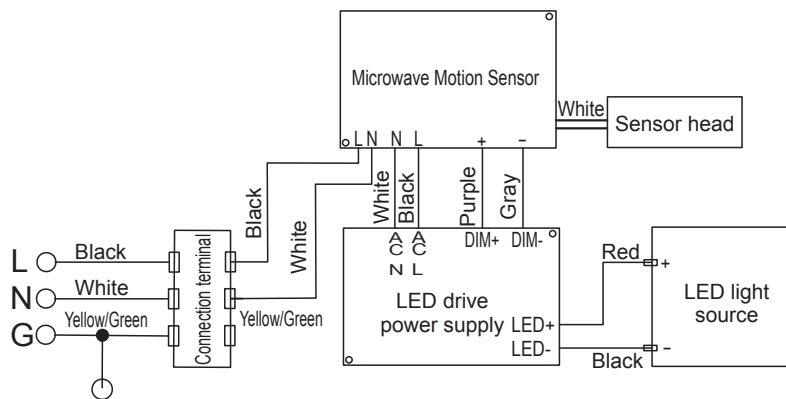 Microwave Motion Sensor
L N N L + -
White
Sensor head
Black
White
White
Black
Purple
Gray
L
Black
N
White
G
Yellow/Green
Connection terminal
Yellow/Green
AC N
AC L
DIM+ DIM-
LED drive
power supply
LED+
LED-
Red
Black
+
-
LED light
source